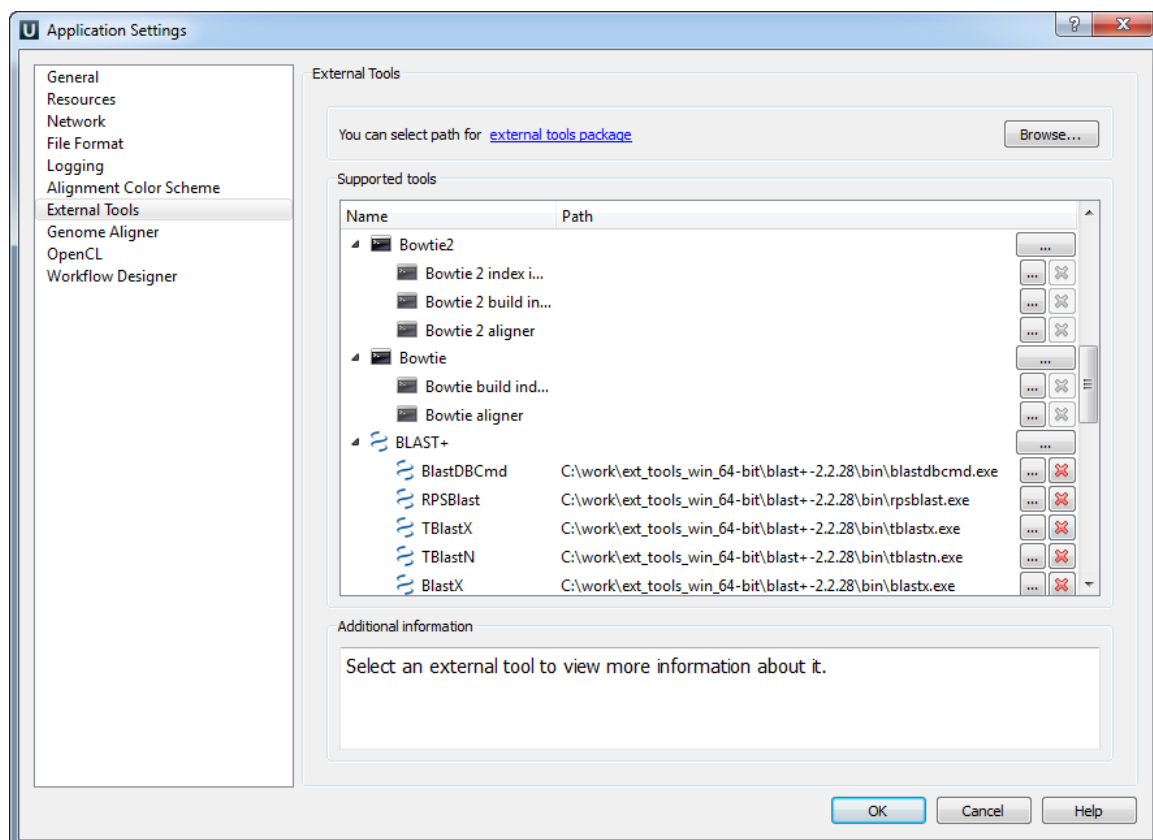 U Application Settings
General
Resources
Network
File Format
Logging
Alignment Color Scheme
External Tools
Genome Aligner
OpenCL
Workflow Designer
External Tools
You can select path for external tools package Browse...
Supported tools
Name Path
Bowtie2 ...
Bowtie 2 index i... ...
Bowtie 2 build in... ...
Bowtie 2 aligner ...
Bowtie ...
Bowtie build ind... ...
Bowtie aligner ...
BLAST+ ...
BlastDBCmd C:\work\ext_tools_win_64-bit\blast+-2.2.28\bin\blastdbcmd.exe ...
RPSBlast C:\work\ext_tools_win_64-bit\blast+-2.2.28\bin\rpsblast.exe ...
TBlastX C:\work\ext_tools_win_64-bit\blast+-2.2.28\bin\tblastx.exe ...
TBlastN C:\work\ext_tools_win_64-bit\blast+-2.2.28\bin\tblastn.exe ...
BlastX C:\work\ext_tools_win_64-bit\blast+-2.2.28\bin\blastx.exe ...
Additional information
Select an external tool to view more information about it.
OK Cancel Help